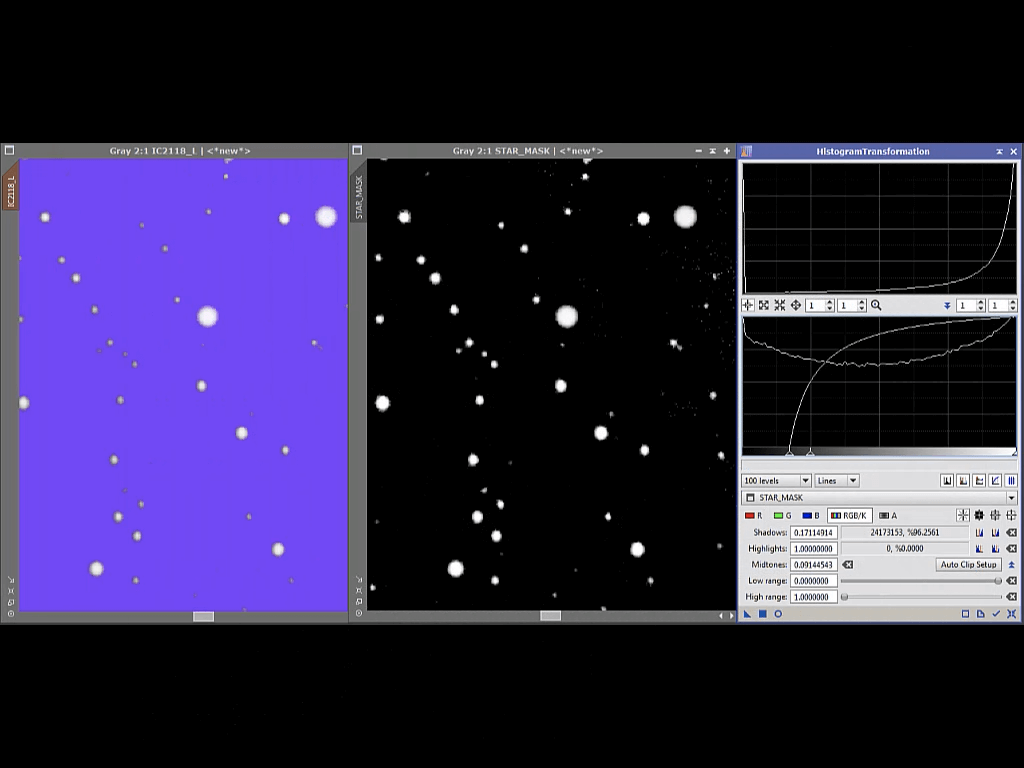 Gray 2:1 IC2118_L | <*new*>
IC2118_L
Gray 2:1 STAR_MASK | <*new*>
STAR_MASK
HistogramTransformation
1 1 1 1
100 levels Lines
STAR_MASK
R G B RGB/K A
Shadows: 0.17114914 24173153, %96.2561
Highlights: 1.00000000 0, %0.0000
Midtones: 0.09144543 Auto Clip Setup
Low range: 0.0000000
High range: 1.0000000